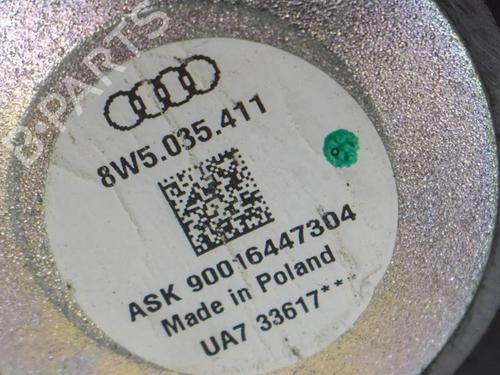 B-PARTS
8W5.035.411
ASK 90016447304
Made in Poland
UA7 33617***